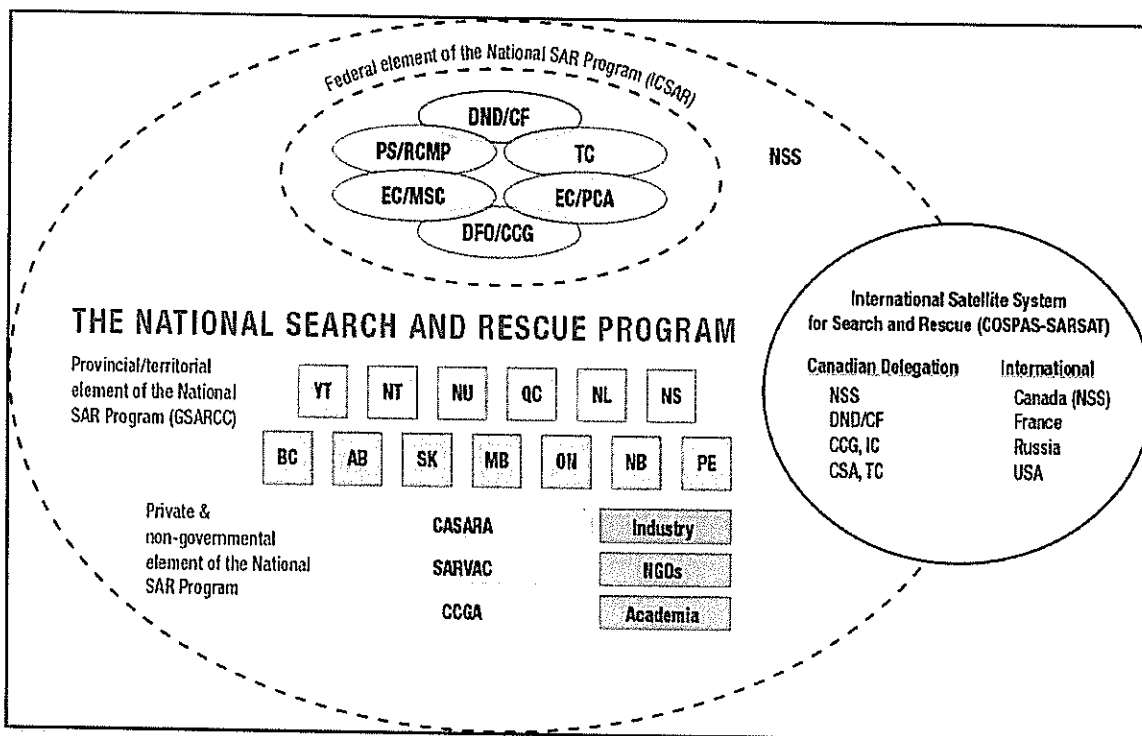 Federal element of the National SAR Program (ICSAR)
DND/CF
PS/RCMP
TC
EC/MSC
EC/PCA
DFO/CCG
NSS
THE NATIONAL SEARCH AND RESCUE PROGRAM
Provincial/territorial
element of the National
SAR Program (GSARCC)
YT NT NU QC NL NS
BC AB SK MB ON NB PE
Private &
non-governmental
element of the National
SAR Program
CASARA
SARVAC
CCGA
Industry
NGOs
Academia
International Satellite System
for Search and Rescue (COSPAS-SARSAT)
Canadian Delegation
NSS
DND/CF
CCG, IC
CSA, TC
International
Canada (NSS)
France
Russia
USA